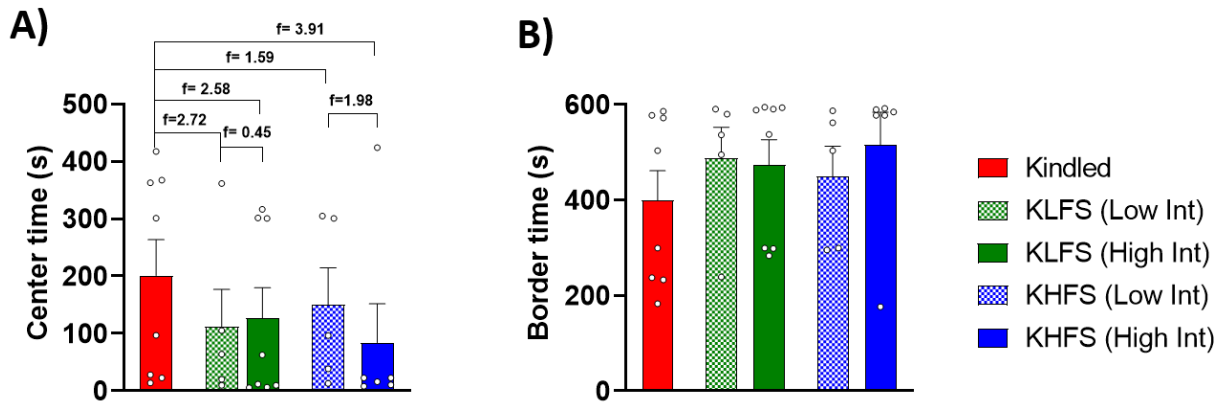 A)
f= 3.91
f= 1.59
f= 2.58
f=1.98
f=2.72
f= 0.45
500
400
300
200
100
0
Center time (s)
B)
600
400
200
0
Border time (s)
Kindled
KLFS (Low Int)
KLFS (High Int)
KHFS (Low Int)
KHFS (High Int)